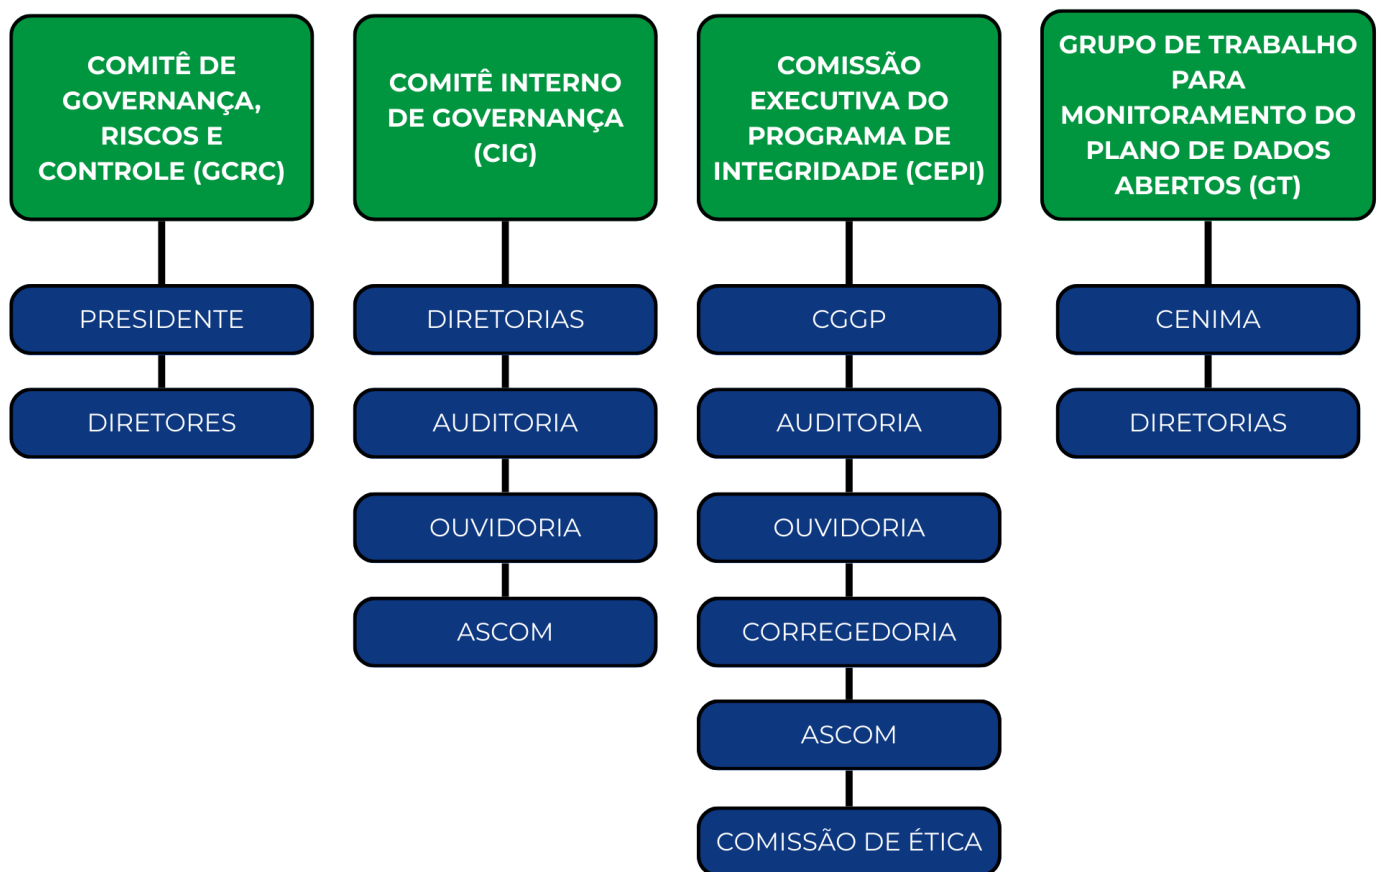 COMITÊ DE
GOVERNANÇA,
RISCOS E
CONTROLE (GCRC)
PRESIDENTE
DIRETORES
COMITÊ INTERNO
DE GOVERNANÇA
(CIG)
DIRETORIAS
AUDITORIA
OUVIDORIA
ASCOM
COMISSÃO
EXECUTIVA DO
PROGRAMA DE
INTEGRIDADE (CEPI)
CGGP
AUDITORIA
OUVIDORIA
CORREGEDORIA
ASCOM
COMISSÃO DE ÉTICA
GRUPO DE TRABALHO
PARA
MONITORAMENTO DO
PLANO DE DADOS
ABERTOS (GT)
CENIMA
DIRETORIAS